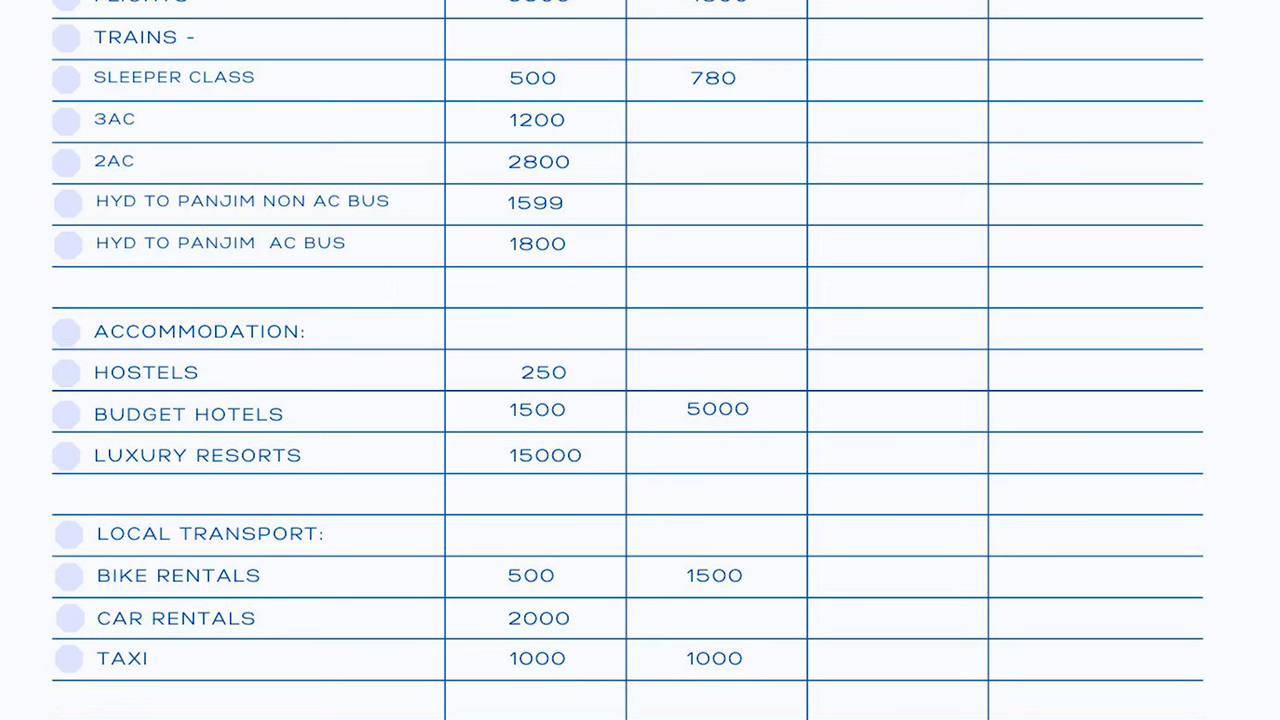 TRAINS -
SLEEPER CLASS 500 780
3AC 1200
2AC 2800
HYD TO PANJIM NON AC BUS 1599
HYD TO PANJIM AC BUS 1800
ACCOMMODATION:
HOSTELS 250
BUDGET HOTELS 1500 5000
LUXURY RESORTS 15000
LOCAL TRANSPORT:
BIKE RENTALS 500 1500
CAR RENTALS 2000
TAXI 1000 1000